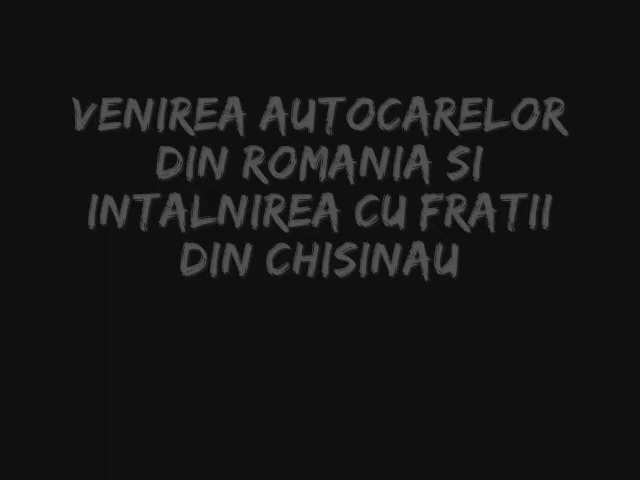 VENIREA AUTOCARELOR
DIN ROMANIA SI
INTALNIREA CU FRATII
DIN CHISINAU